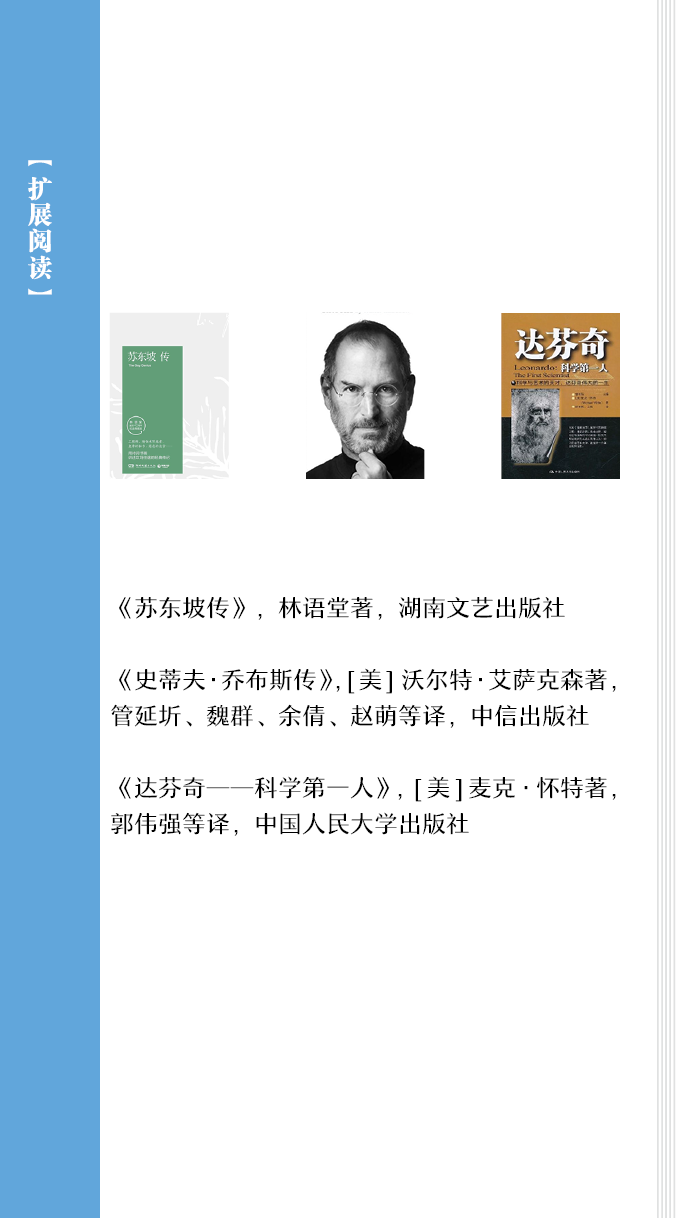 【扩展阅读】
苏东坡 传
达芬奇
Leonardo:
科学第一人
The First Scientist
《苏东坡传》，林语堂著，湖南文艺出版社
《史蒂夫·乔布斯传》，[美] 沃尔特·艾萨克森著，
管延圻、魏群、余倩、赵萌等译，中信出版社
《达芬奇——科学第一人》，[美]麦克·怀特著，
郭伟强等译，中国人民大学出版社